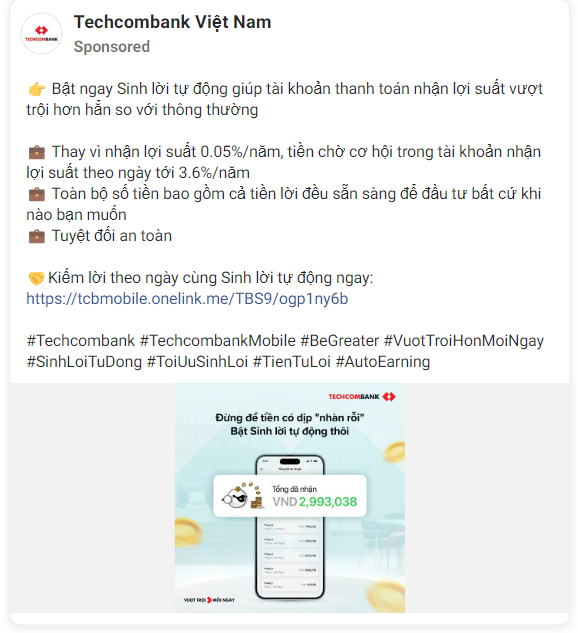 TECHCOMBANK
Techcombank Việt Nam
Sponsored
👉 Bật ngay Sinh lời tự động giúp tài khoản thanh toán nhận lợi suất vượt
trội hơn hẳn so với thông thường
💼 Thay vì nhận lợi suất 0.05%/năm, tiền chờ cơ hội trong tài khoản nhận
lợi suất theo ngày tới 3.6%/năm
💼 Toàn bộ số tiền bao gồm cả tiền lời đều sẵn sàng để đầu tư bất cứ khi
nào bạn muốn
💼 Tuyệt đối an toàn
🤝 Kiếm lời theo ngày cùng Sinh lời tự động ngay:
https://tcbmobile.onelink.me/TBS9/ogp1ny6b
#Techcombank #TechcombankMobile #BeGreater #VuotTroiHonMoiNgay
#SinhLoiTuDong #ToiUuSinhLoi #TienTuLoi #AutoEarning
TECHCOMBANK
Đừng để tiền có dịp "nhàn rỗi"
Bật Sinh lời tự động thôi
Tổng đã nhận
VND 2,993,038
VƯỢT TRỘI MỖI NGÀY